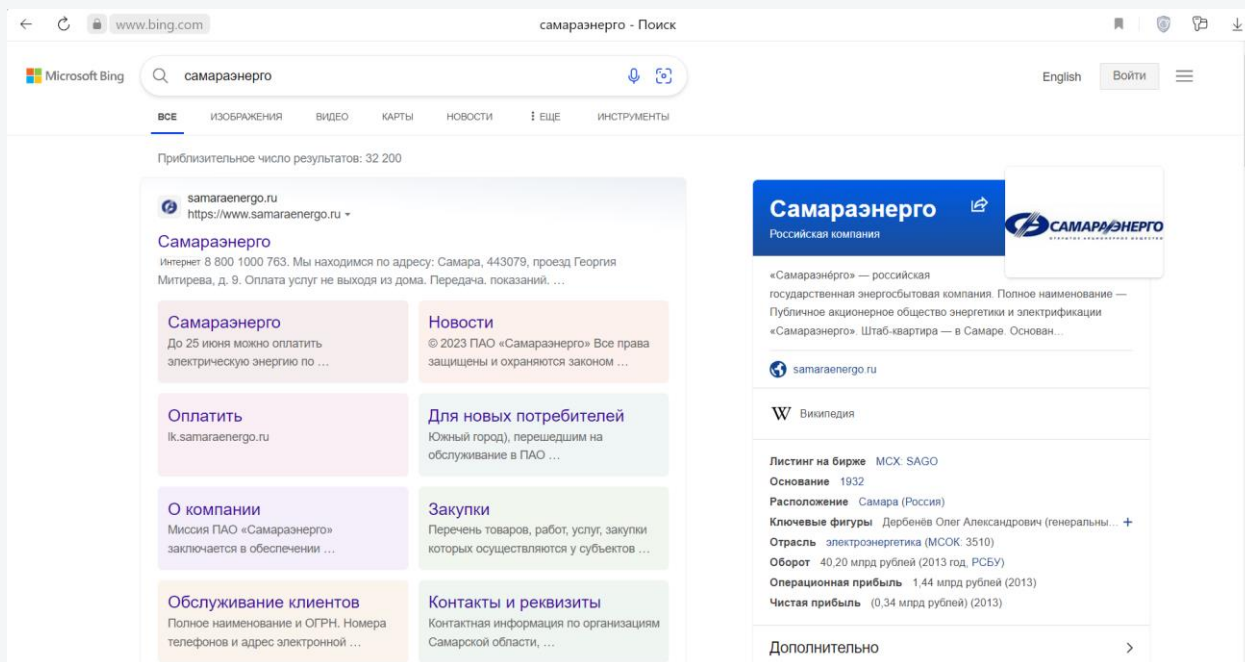 www.bing.com
самараэнерго - Поиск
Microsoft Bing
самараэнерго
English
Войти
ВСЕ ИЗОБРАЖЕНИЯ ВИДЕО КАРТЫ НОВОСТИ ЕЩЕ ИНСТРУМЕНТЫ
Приблизительное число результатов: 32 200
samaraenergo.ru
https://www.samaraenergo.ru
Самараэнерго
Интернет 8 800 1000 763. Мы находимся по адресу: Самара, 443079, проезд Георгия
Митирева, д. 9. Оплата услуг не выходя из дома. Передача. показаний. …
Самараэнерго
До 25 июня можно оплатить
электрическую энергию по …
Новости
© 2023 ПАО «Самараэнерго» Все права
защищены и охраняются законом …
Оплатить
lk.samaraenergo.ru
Для новых потребителей
Южный город), перешедшим на
обслуживание в ПАО …
О компании
Миссия ПАО «Самараэнерго»
заключается в обеспечении …
Закупки
Перечень товаров, работ, услуг, закупки
которых осуществляются у субъектов …
Обслуживание клиентов
Полное наименование и ОГРН. Номера
телефонов и адрес электронной …
Контакты и реквизиты
Контактная информация по организациям
Самарской области, …
Самараэнерго
Российская компания
САМАРАЭНЕРГО
ОТКРЫТОЕ АКЦИОНЕРНОЕ ОБЩЕСТВО
«Самараэне́рго» — российская
государственная энергосбытовая компания. Полное наименование —
Публичное акционерное общество энергетики и электрификации
«Самараэнерго». Штаб-квартира — в Самаре. Основан…
samaraenergo.ru
W Википедия
Листинг на бирже MCX: SAGO
Основание 1932
Расположение Самара (Россия)
Ключевые фигуры Дербенёв Олег Александрович (генеральны… +
Отрасль электроэнергетика (МСОК: 3510)
Оборот 40,20 млрд рублей (2013 год, РСБУ)
Операционная прибыль 1,44 млрд рублей (2013)
Чистая прибыль (0,34 млрд рублей) (2013)
Дополнительно